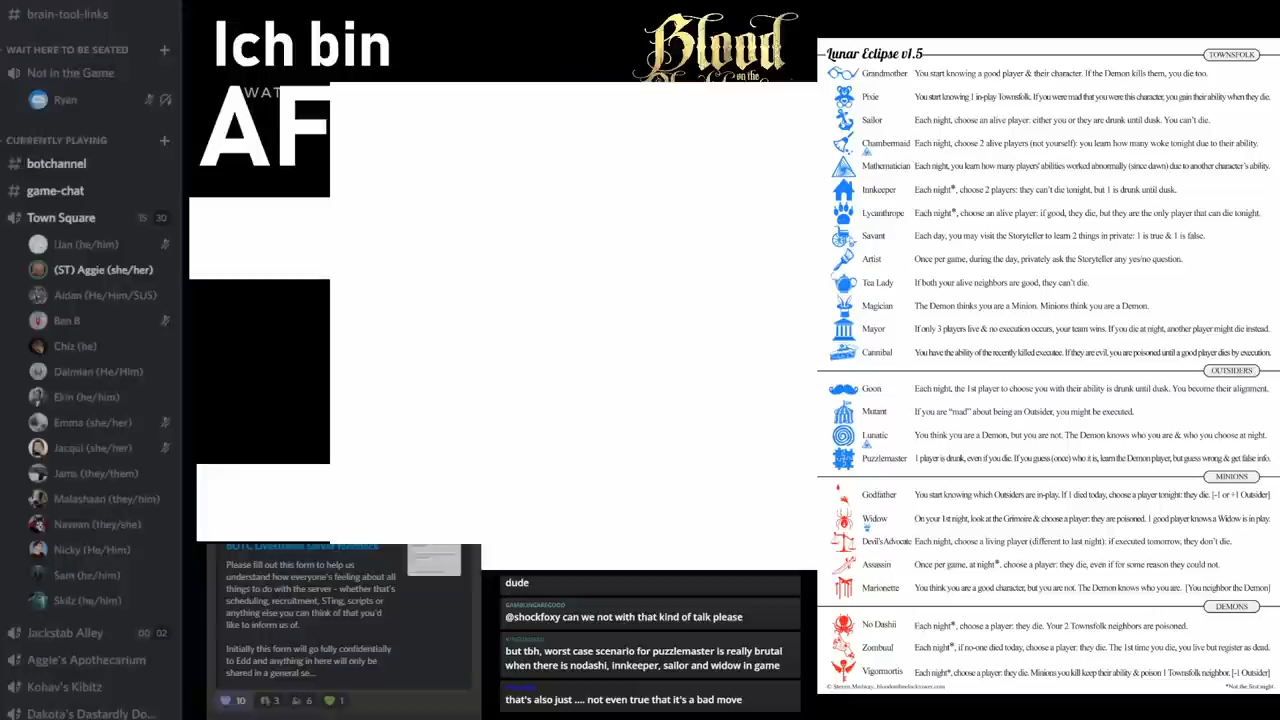 # brain-tool-links
WAIT HERE TO BE SEATED
Not in the Game
Ryan
CURRENTLY PLAYING
# botchannel
# game-chat
Town Square 15 30
Lian (he/him)
(ST) Aggie (she/her)
Aidan (He/Him/SUS)
Ben B
Chiz (he)
Dalmian (He/Him)
Elfin (he/him)
Emma (she/her)
Jacqui (she/her)
Jams (they/them)
Malastaan (they/him)
Navean (they/she)
Nicky (He/Him)
Sam (he/him)
Skitz (he/him)
Jackstab Alley 00 02
Aggie's Apothecarium
Kohav's Kibitz
Dakota's Dastardly Do...
Ich bin
WAT
AF
Blood
on the
Please fill out this form to help us
understand how everyone's feeling about all
things to do with the server - whether that's
scheduling, recruitment, STing, scripts or
anything else you can think of that you'd
like to inform us of.
Initially this form will go fully confidentially
to Edd and anything in here will only be
shared in a general se...
10 3 6 1
dude
GAMBLINGAREGOOD
@shockfoxy can we not with that kind of talk please
but tbh, worst case scenario for puzzlemaster is really brutal
when there is nodashi, innkeeper, sailor and widow in game
that's also just .... not even true that it's a bad move
Lunar Eclipse v1.5
TOWNSFOLK
Grandmother You start knowing a good player & their character. If the Demon kills them, you die too.
Pixie You start knowing 1 in-play Townsfolk. If you were mad that you were this character, you gain their ability when they die.
Sailor Each night, choose an alive player: either you or they are drunk until dusk. You can't die.
Chambermaid Each night, choose 2 alive players (not yourself): you learn how many woke tonight due to their ability.
Mathematician Each night, you learn how many players' abilities worked abnormally (since dawn) due to another character's ability.
Innkeeper Each night*, choose 2 players: they can't die tonight, but 1 is drunk until dusk.
Lycanthrope Each night*, choose an alive player: if good, they die, but they are the only player that can die tonight.
Savant Each day, you may visit the Storyteller to learn 2 things in private: 1 is true & 1 is false.
Artist Once per game, during the day, privately ask the Storyteller any yes/no question.
Tea Lady If both your alive neighbors are good, they can't die.
Magician The Demon thinks you are a Minion. Minions think you are a Demon.
Mayor If only 3 players live & no execution occurs, your team wins. If you die at night, another player might die instead.
Cannibal You have the ability of the recently killed executee. If they are evil, you are poisoned until a good player dies by execution.
OUTSIDERS
Goon Each night, the 1st player to choose you with their ability is drunk until dusk. You become their alignment.
Mutant If you are "mad" about being an Outsider, you might be executed.
Lunatic You think you are a Demon, but you are not. The Demon knows who you are & who you choose at night.
Puzzlemaster 1 player is drunk, even if you die. If you guess (once) who it is, learn the Demon player, but guess wrong & get false info.
MINIONS
Godfather You start knowing which Outsiders are in-play. If 1 died today, choose a player tonight: they die. [-1 or +1 Outsider]
Widow On your 1st night, look at the Grimoire & choose a player: they are poisoned. 1 good player knows a Widow is in play.
Devil's Advocate Each night, choose a living player (different to last night): if executed tomorrow, they don't die.
Assassin Once per game, at night*, choose a player: they die, even if for some reason they could not.
Marionette You think you are a good character, but you are not. The Demon knows who you are. [You neighbor the Demon]
DEMONS
No Dashii Each night*, choose a player: they die. Your 2 Townsfolk neighbors are poisoned.
Zombuul Each night*, if no-one died today, choose a player: they die. The 1st time you die, you live but register as dead.
Vigormortis Each night*, choose a player: they die. Minions you kill keep their ability & poison 1 Townsfolk neighbor. [-1 Outsider]
© Steven Medway, bloodontheclocktower.com *Not the first night